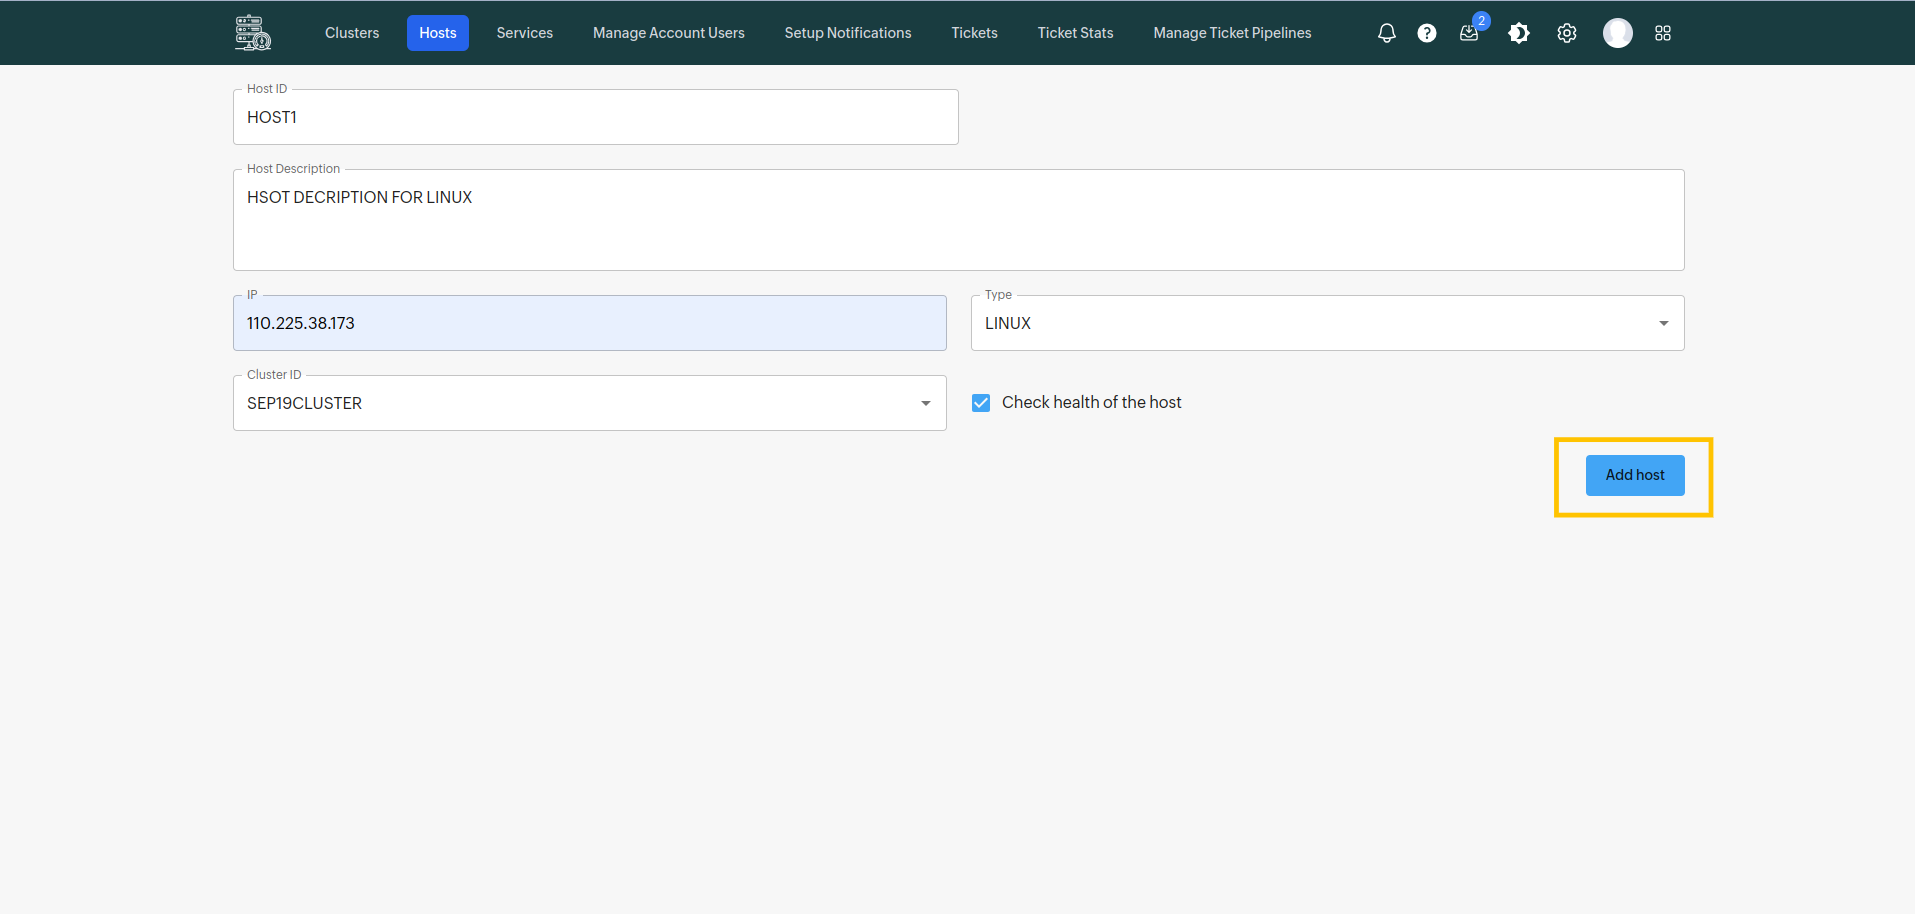 Clusters Hosts Services Manage Account Users Setup Notifications Tickets Ticket Stats Manage Ticket Pipelines ? 2
Host ID
HOST1
Host Description
HSOT DECRIPTION FOR LINUX
IP
110.225.38.173
Type
LINUX
Cluster ID
SEP19CLUSTER
Check health of the host
Add host